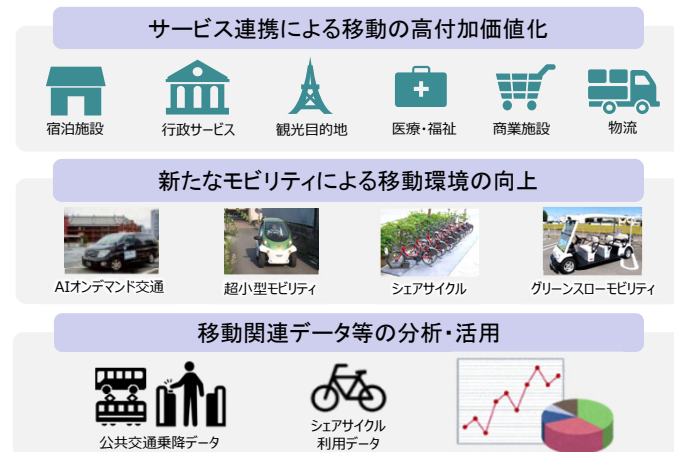 サービス連携による移動の高付加価値化
宿泊施設
行政サービス
観光目的地
医療・福祉
商業施設
物流
新たなモビリティによる移動環境の向上
AIオンデマンド交通
超小型モビリティ
シェアサイクル
グリーンスローモビリティ
移動関連データ等の分析・活用
公共交通乗降データ
シェアサイクル
利用データ